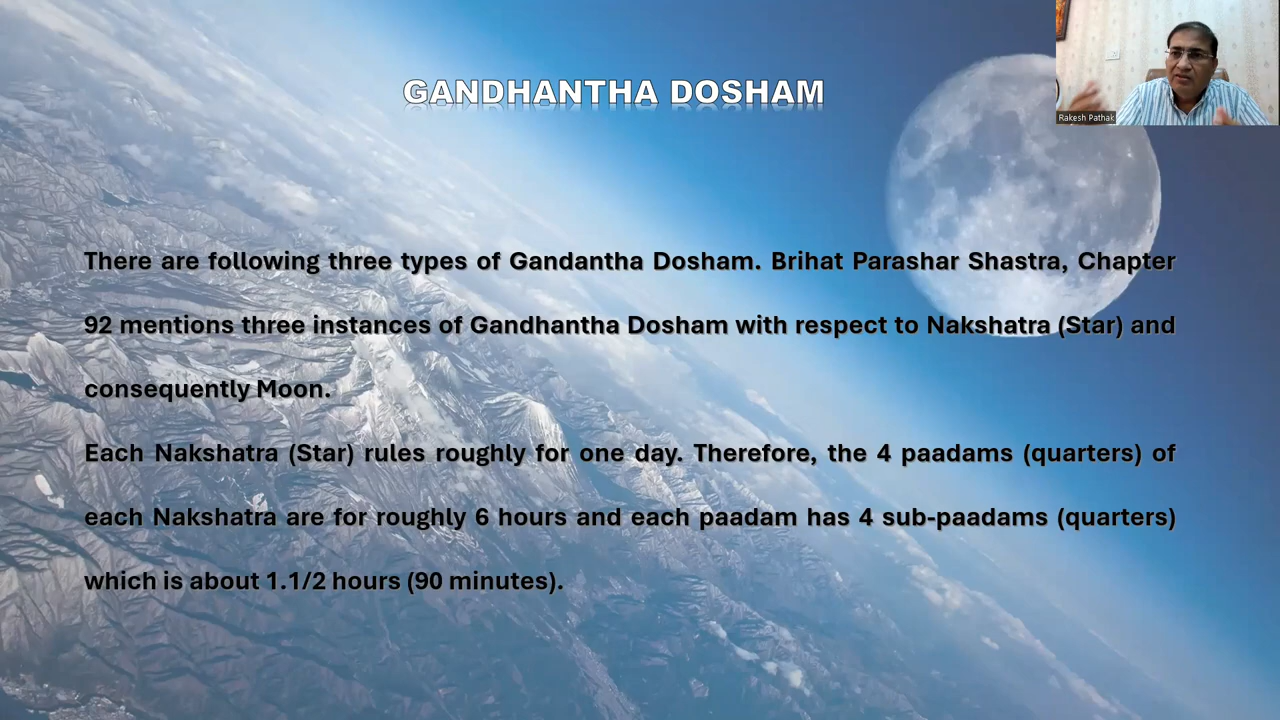 GANDHANTHA DOSHAM
Rakesh Pathak
There are following three types of Gandantha Dosham. Brihat Parashar Shastra, Chapter
92 mentions three instances of Gandhantha Dosham with respect to Nakshatra (Star) and
consequently Moon.
Each Nakshatra (Star) rules roughly for one day. Therefore, the 4 paadams (quarters) of
each Nakshatra are for roughly 6 hours and each paadam has 4 sub-paadams (quarters)
which is about 1.1/2 hours (90 minutes).